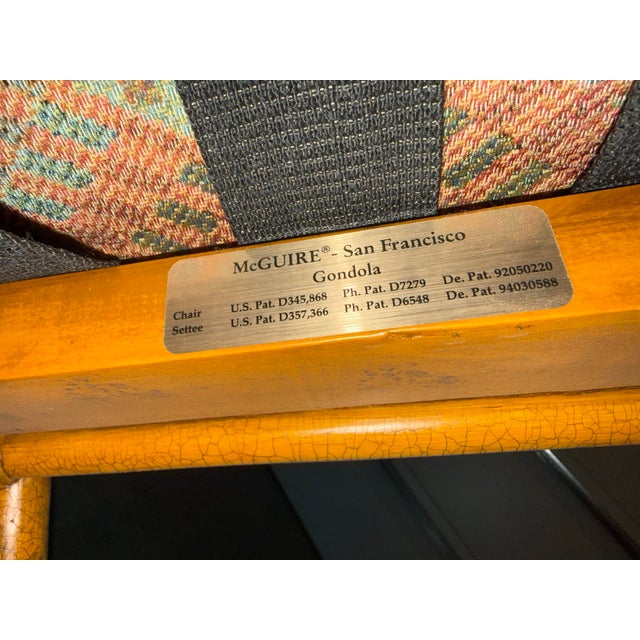 McGUIRE® - San Francisco
Gondola
Chair U.S. Pat. D345,868 Ph. Pat. D7279 De. Pat. 92050220
Settee U.S. Pat. D357,366 Ph. Pat. D6548 De. Pat. 94030588